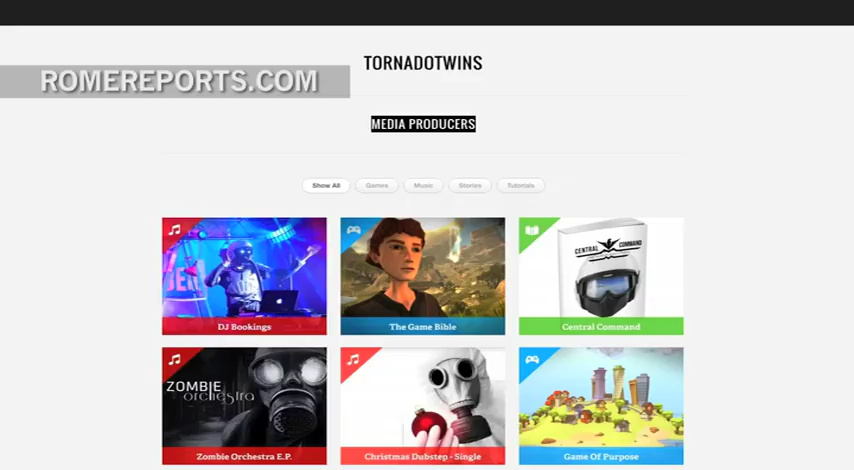 TORNADOTWINS
ROMEREPORTS.COM
MEDIA PRODUCERS
Show All
Games
Music
Stories
Tutorials
DJ Bookings
The Game Bible
CENTRAL COMMAND
Central Command
ZOMBIE
orchestra
Zombie Orchestra E.P.
Christmas Dubstep - Single
Game Of Purpose